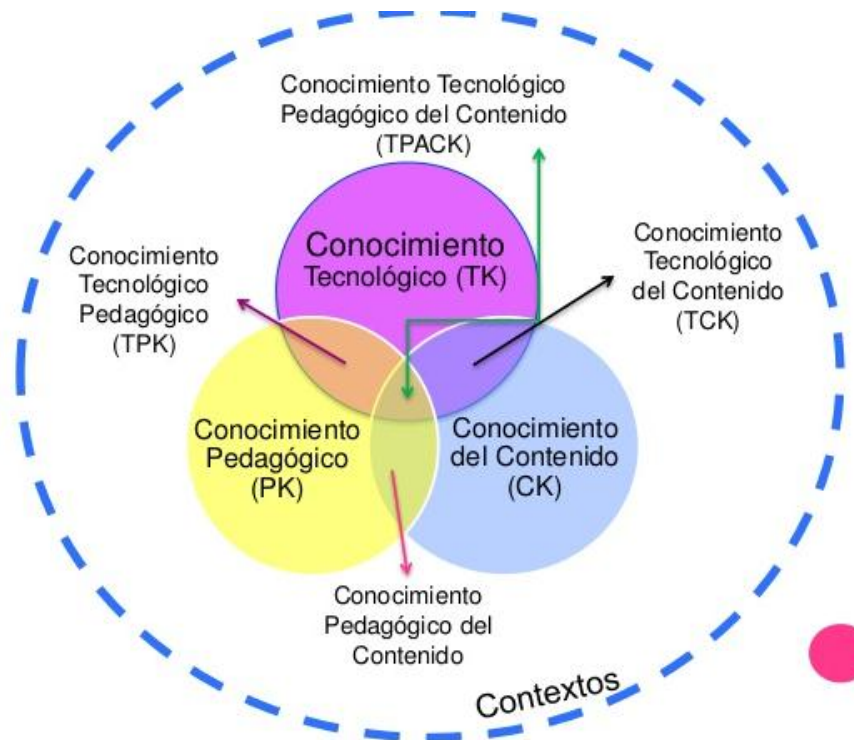 Conocimiento Tecnológico
Pedagógico del Contenido
(TPACK)
Conocimiento
Tecnológico (TK)
Conocimiento
Tecnológico
Pedagógico
(TPK)
Conocimiento
Tecnológico
del Contenido
(TCK)
Conocimiento
Pedagógico
(PK)
Conocimiento
del Contenido
(CK)
Conocimiento
Pedagógico del
Contenido
Contextos